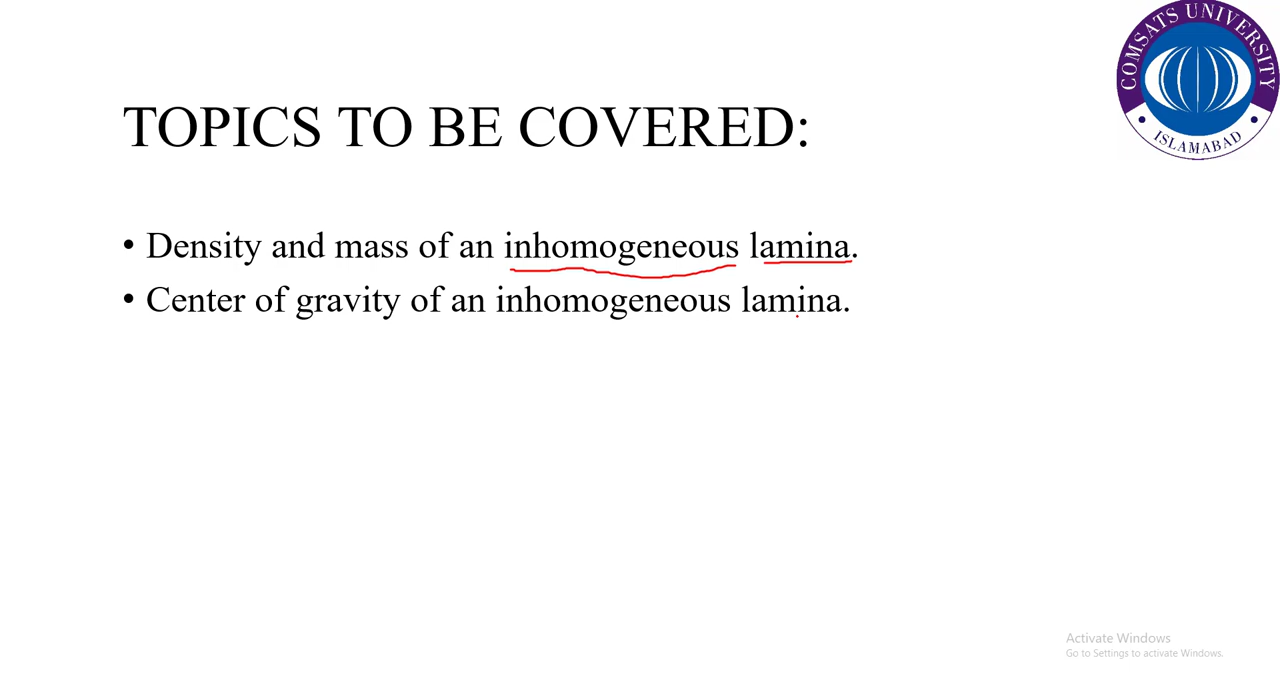 COMSATS UNIVERSITY
ISLAMABAD
TOPICS TO BE COVERED:
• Density and mass of an inhomogeneous lamina.
• Center of gravity of an inhomogeneous lamina.
Activate Windows
Go to Settings to activate Windows.